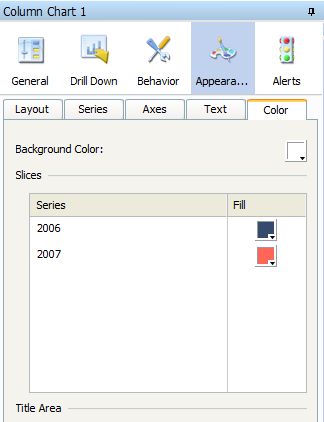 Column Chart 1
General Drill Down Behavior Appeara... Alerts
Layout Series Axes Text Color
Background Color:
Slices
Series Fill
2006
2007
Title Area